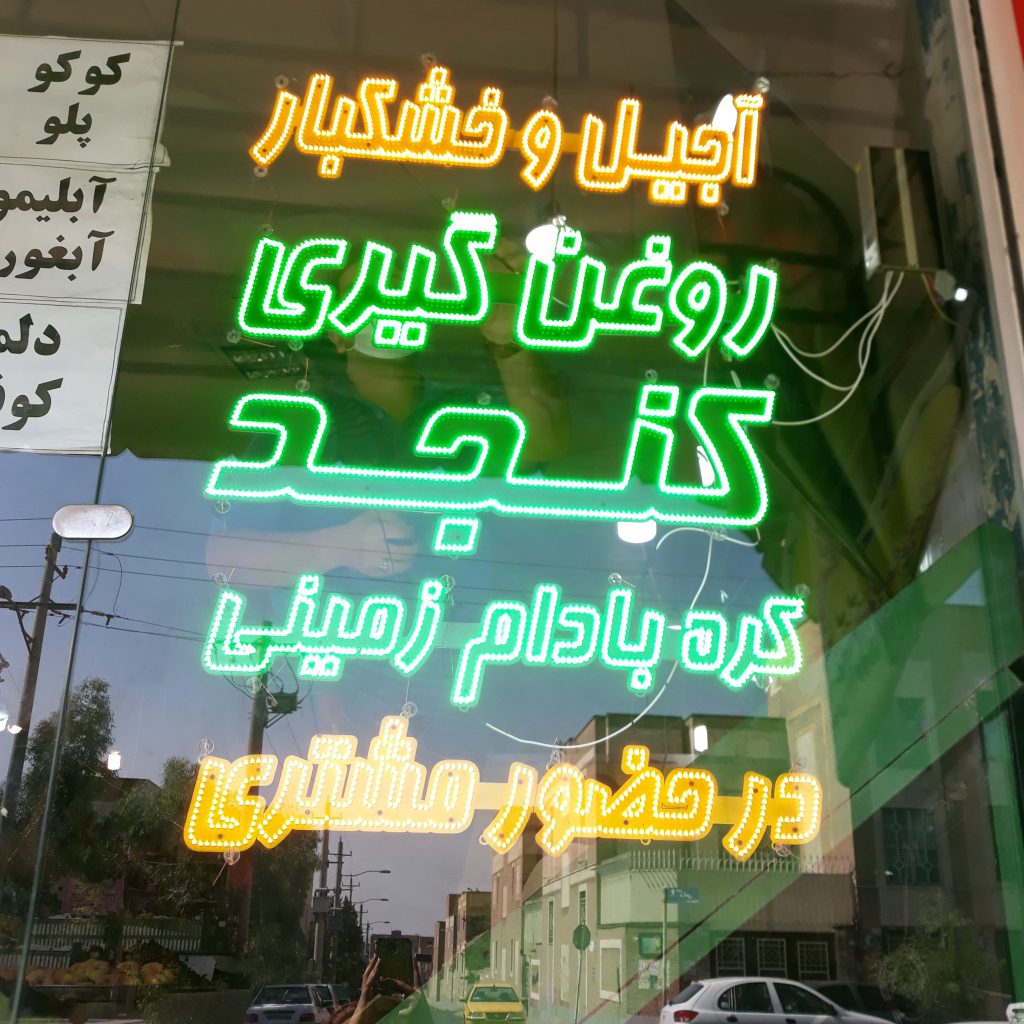 آجیل و خشکبار
روغن گیری
کنجد
کره بادام زمینی
در حضور مشتری
کوکو
پلو